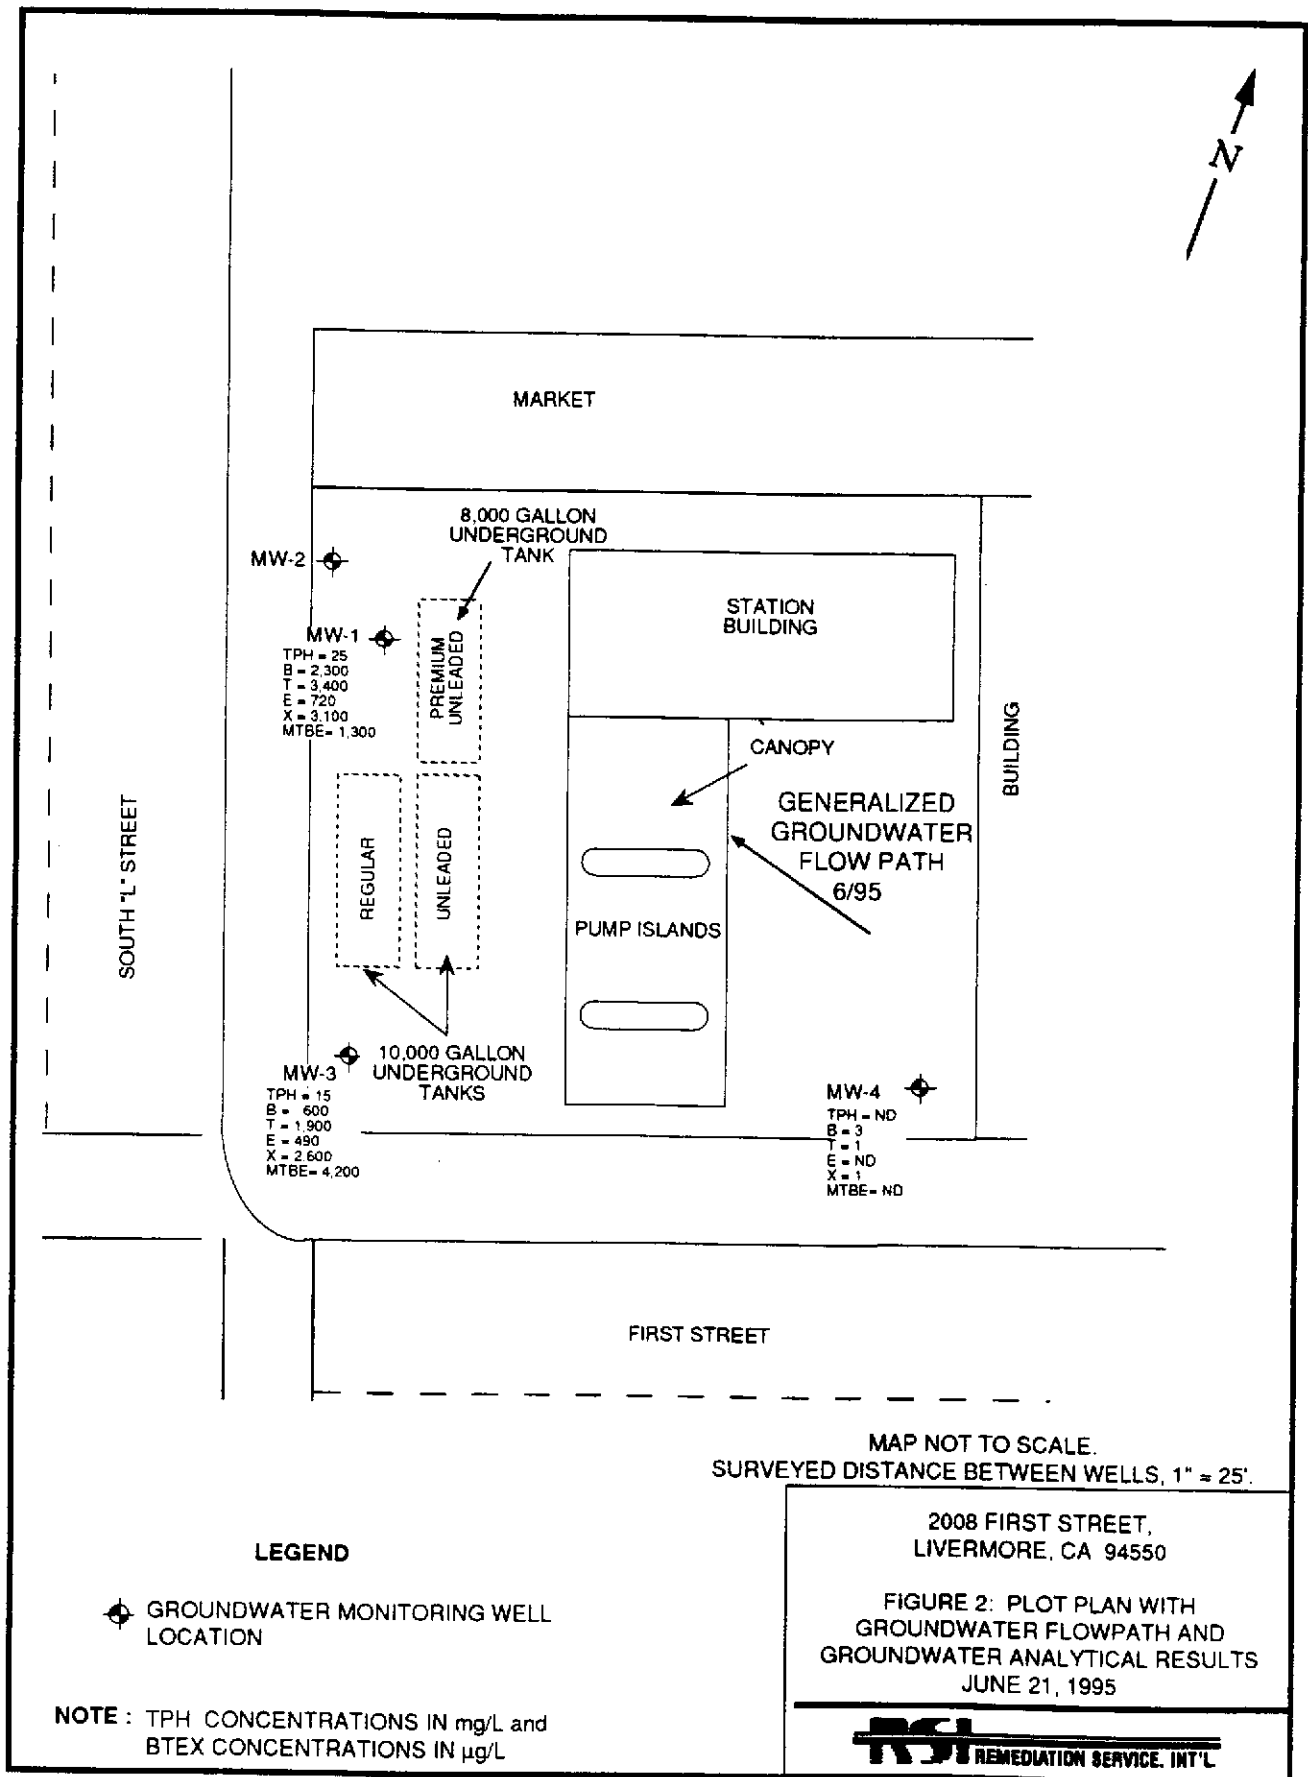 N
MARKET
8,000 GALLON
UNDERGROUND
TANK
MW-2
STATION
BUILDING
MW-1
TPH = 25
B = 2,300
T = 3,400
E = 720
X = 3,100
MTBE= 1,300
PREMIUM
UNLEADED
CANOPY
BUILDING
GENERALIZED
GROUNDWATER
FLOW PATH
6/95
SOUTH "L" STREET
REGULAR
UNLEADED
PUMP ISLANDS
10,000 GALLON
UNDERGROUND
TANKS
MW-3
TPH = 15
B = 600
T = 1,900
E = 490
X = 2,600
MTBE= 4,200
MW-4
TPH = ND
B = 3
T = 1
E = ND
X = 1
MTBE= ND
FIRST STREET
MAP NOT TO SCALE.
SURVEYED DISTANCE BETWEEN WELLS, 1" ≈ 25'.
LEGEND
GROUNDWATER MONITORING WELL
LOCATION
NOTE : TPH CONCENTRATIONS IN mg/L and
BTEX CONCENTRATIONS IN µg/L
2008 FIRST STREET,
LIVERMORE, CA 94550
FIGURE 2: PLOT PLAN WITH
GROUNDWATER FLOWPATH AND
GROUNDWATER ANALYTICAL RESULTS
JUNE 21, 1995
RSI REMEDIATION SERVICE, INT'L